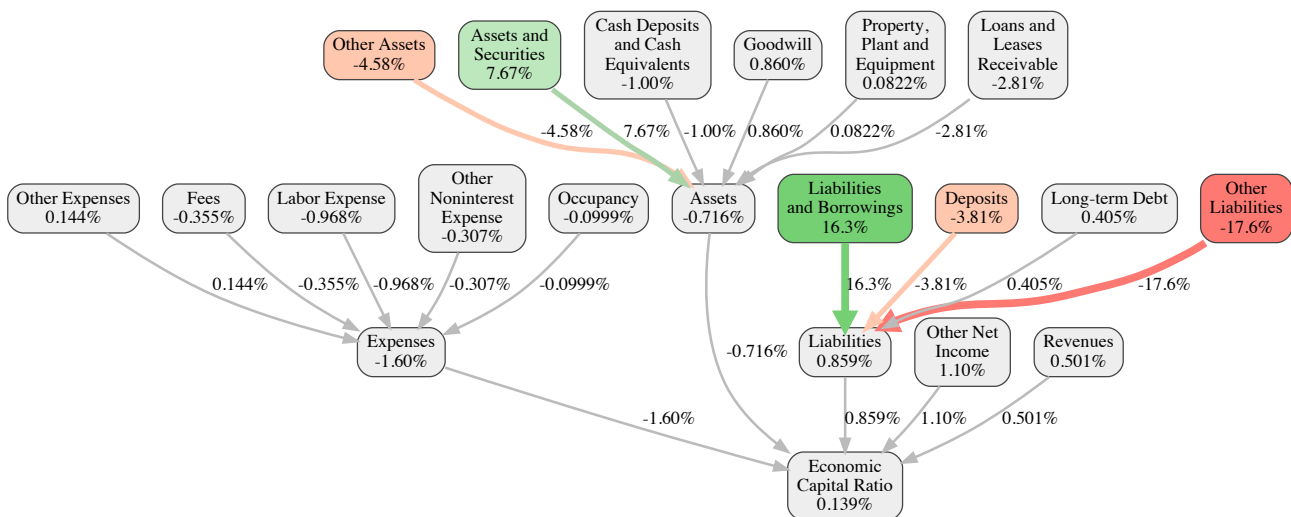 Other Assets
-4.58%
Assets and
Securities
7.67%
Cash Deposits
and Cash
Equivalents
-1.00%
Goodwill
0.860%
Property,
Plant and
Equipment
0.0822%
Loans and
Leases
Receivable
-2.81%
-4.58%
7.67%
-1.00%
0.860%
0.0822%
-2.81%
Other Expenses
0.144%
Fees
-0.355%
Labor Expense
-0.968%
Other
Noninterest
Expense
-0.307%
Occupancy
-0.0999%
Assets
-0.716%
Liabilities
and Borrowings
16.3%
Deposits
-3.81%
Long-term Debt
0.405%
Other
Liabilities
-17.6%
0.144%
-0.355%
-0.968%
-0.307%
-0.0999%
16.3%
-3.81%
0.405%
-17.6%
Expenses
-1.60%
-0.716%
Liabilities
0.859%
Other Net
Income
1.10%
Revenues
0.501%
-1.60%
0.859%
1.10%
0.501%
Economic
Capital Ratio
0.139%